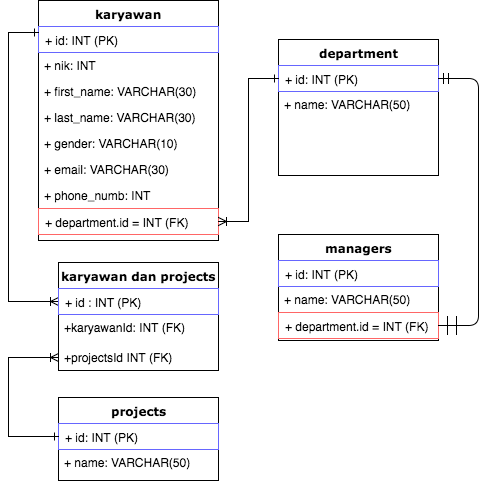 karyawan
+ id: INT (PK)
+ nik: INT
+ first_name: VARCHAR(30)
+ last_name: VARCHAR(30)
+ gender: VARCHAR(10)
+ email: VARCHAR(30)
+ phone_numb: INT
+ department.id = INT (FK)
karyawan dan projects
+ id : INT (PK)
+karyawanId: INT (FK)
+projectsId INT (FK)
projects
+ id: INT (PK)
+ name: VARCHAR(50)
department
+ id: INT (PK)
+ name: VARCHAR(50)
managers
+ id: INT (PK)
+ name: VARCHAR(50)
+ department.id = INT (FK)